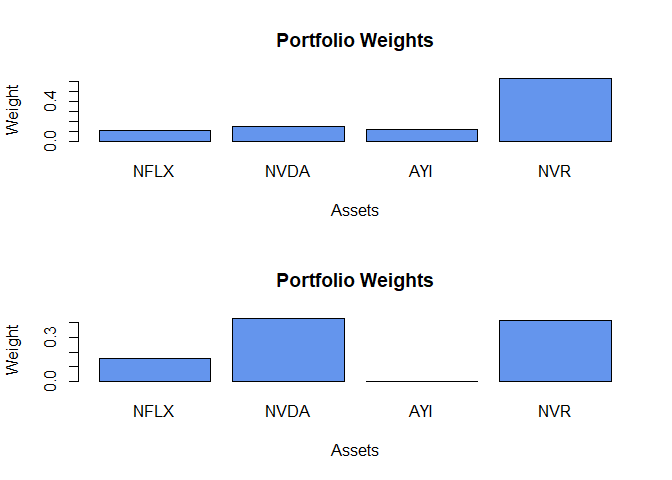 Portfolio Weights
Weight
0.4
0.0
NFLX NVDA AYI NVR
Assets
Portfolio Weights
Weight
0.3
0.0
NFLX NVDA AYI NVR
Assets